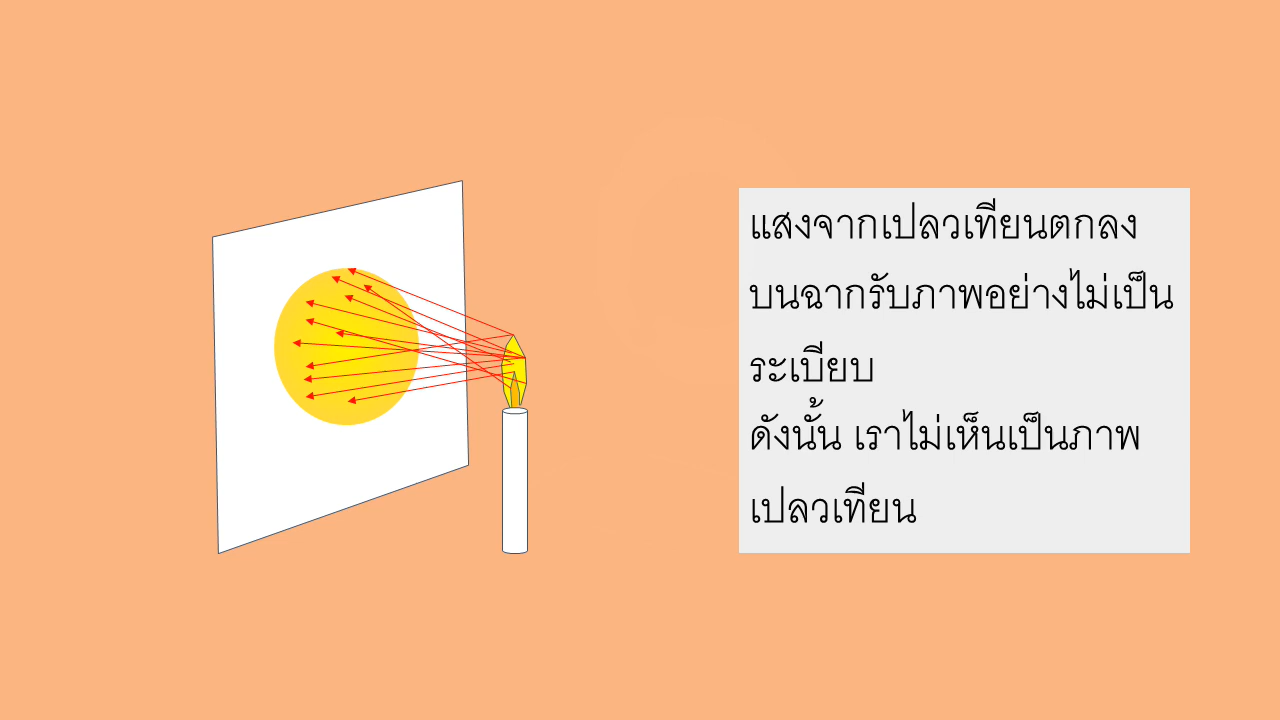 แสงจากเปลวเทียนตกลง
บนฉากรับภาพอย่างไม่เป็น
ระเบียบ
ดังนั้น เราไม่เห็นเป็นภาพ
เปลวเทียน